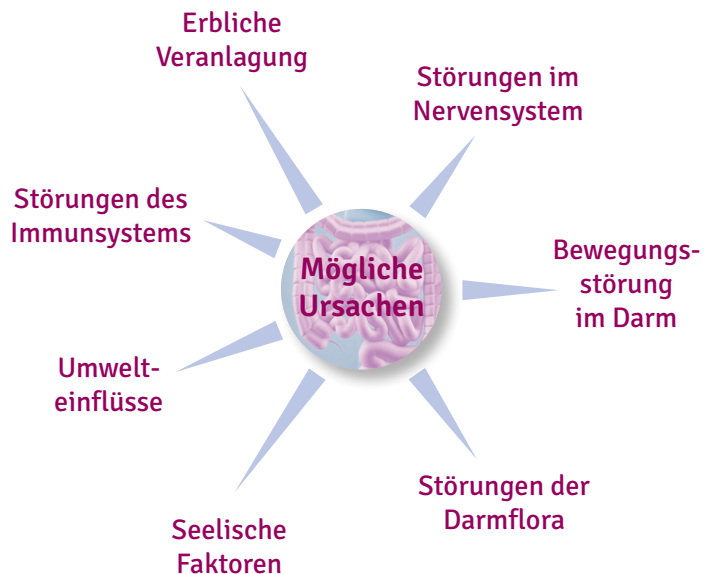 Erbliche
Veranlagung
Störungen im
Nervensystem
Störungen des
Immunsystems
Mögliche
Ursachen
Bewegungs-
störung
im Darm
Umwelt-
einflüsse
Störungen der
Darmflora
Seelische
Faktoren